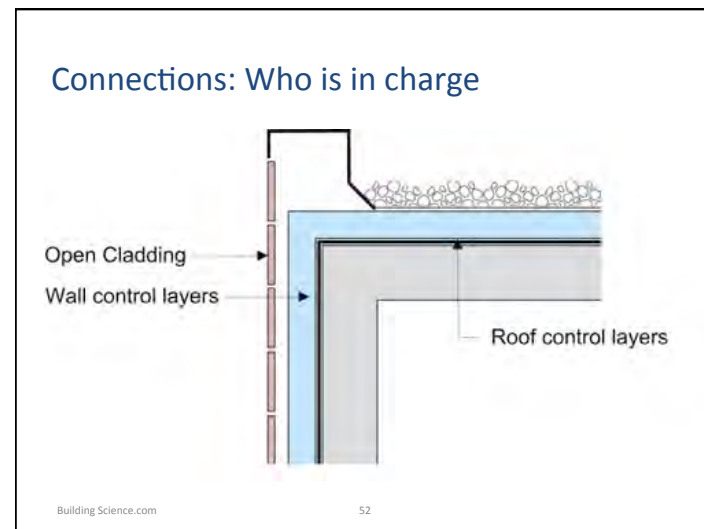 Connections: Who is in charge
Open Cladding
Wall control layers
Roof control layers
Building Science.com
52